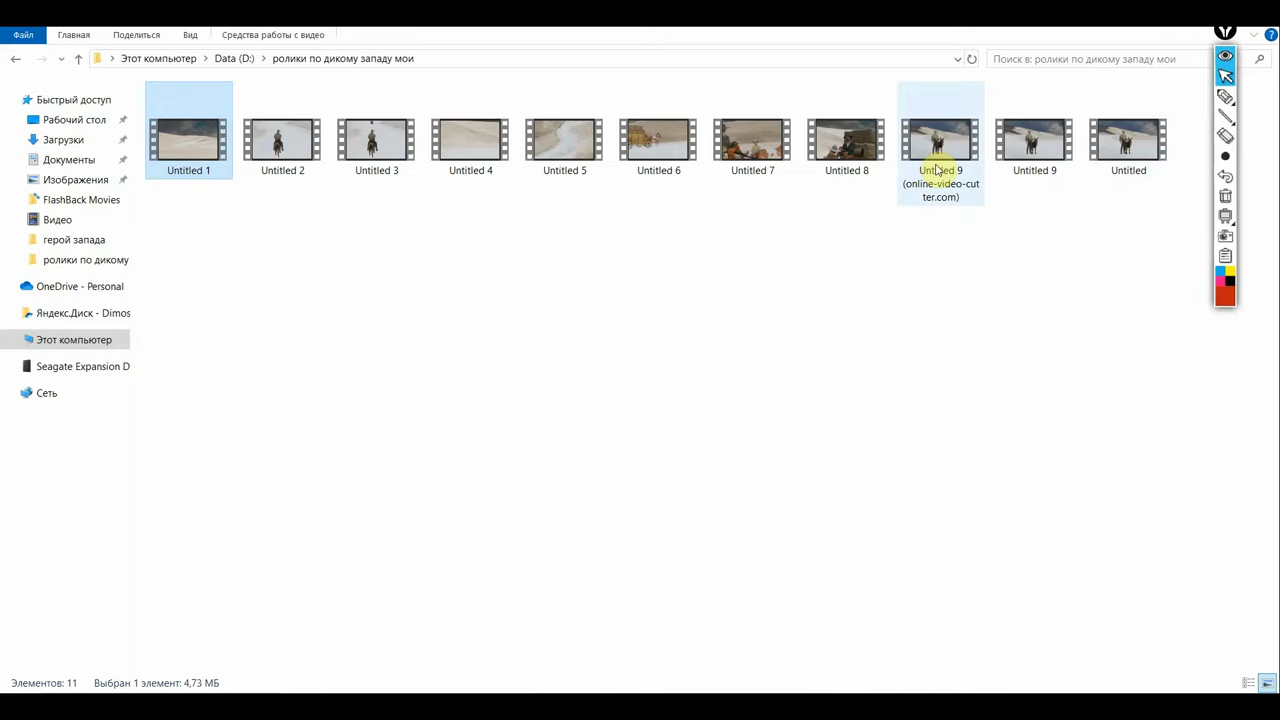 Файл Главная Поделиться Вид Средства работы с видео
Этот компьютер Data (D:) ролики по дикому западу мои
Поиск в: ролики по дикому западу мои
Быстрый доступ
Рабочий стол
Загрузки
Документы
Изображения
FlashBack Movies
Видео
герой запада
ролики по дикому
OneDrive - Personal
Яндекс.Диск - Dimos
Этот компьютер
Seagate Expansion D
Сеть
Untitled 1
Untitled 2
Untitled 3
Untitled 4
Untitled 5
Untitled 6
Untitled 7
Untitled 8
Untitled 9
(online-video-cut
ter.com)
Untitled 9
Untitled
Элементов: 11 Выбран 1 элемент: 4,73 МБ